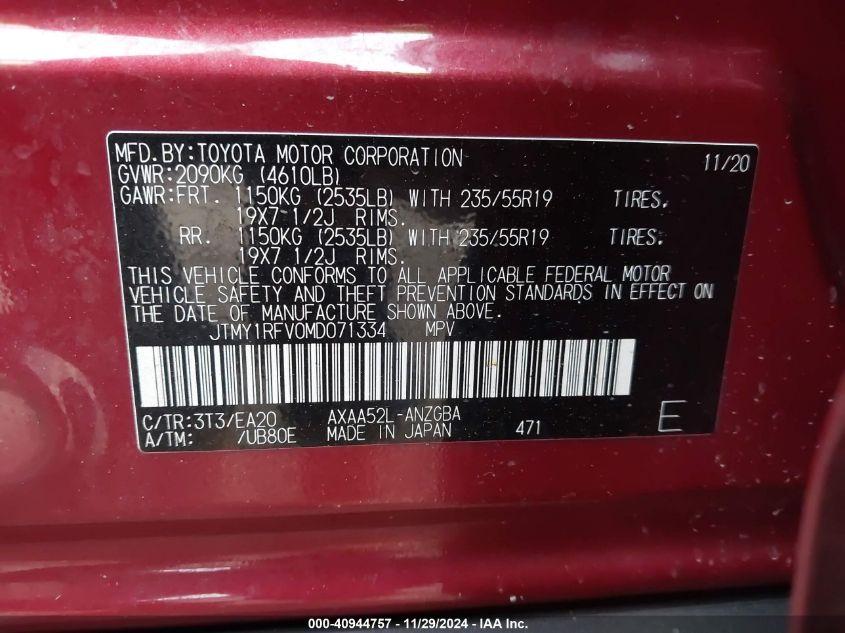 MFD.BY:TOYOTA MOTOR CORPORATION 11/20
GVWR:2090KG (4610LB)
GAWR:FRT. 1150KG (2535LB) WITH 235/55R19 TIRES.
19X7 1/2J RIMS.
RR. 1150KG (2535LB) WITH 235/55R19 TIRES.
19X7 1/2J RIMS.
THIS VEHICLE CONFORMS TO ALL APPLICABLE FEDERAL MOTOR
VEHICLE SAFETY AND THEFT PREVENTION STANDARDS IN EFFECT ON
THE DATE OF MANUFACTURE SHOWN ABOVE.
JTMY1RFV0MD071334 MPV
C/TR:3T3/EA20 AXAA52L-ANZGBA
A/TM: /UB80E MADE IN JAPAN 471 E
000-40944757 - 11/29/2024 - © IAA Inc.